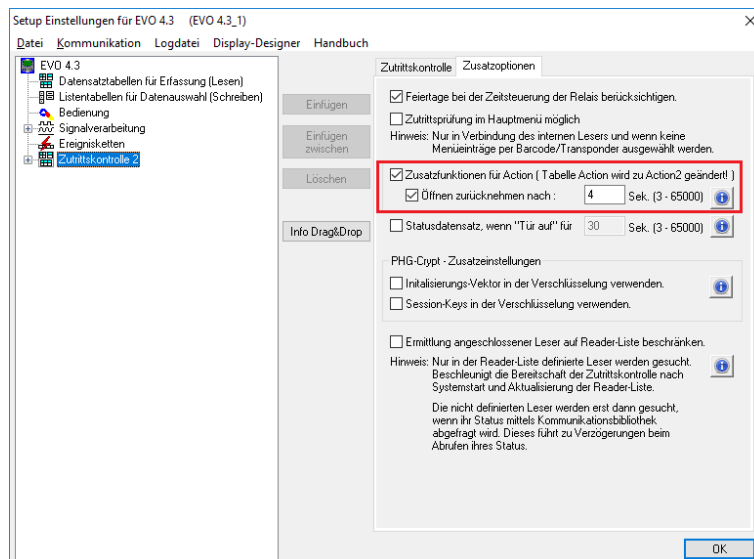 Setup Einstellungen für EVO 4.3 (EVO 4.3_1)
Datei Kommunikation Logdatei Display-Designer Handbuch
EVO 4.3
Datensatztabellen für Erfassung (Lesen)
Listentabellen für Datenauswahl (Schreiben)
Bedienung
Signalverarbeitung
Ereignisketten
Zutrittskontrolle 2
Einfügen
Einfügen
zwischen
Löschen
Info Drag&Drop
Zutrittskontrolle Zusatzoptionen
Feiertage bei der Zeitsteuerung der Relais berücksichtigen.
Zutrittsprüfung im Hauptmenü möglich
Hinweis: Nur in Verbindung des internen Lesers und wenn keine
Menüeinträge per Barcode/Transponder ausgewählt werden.
Zusatzfunktionen für Action ( Tabelle Action wird zu Action2 geändert! )
Öffnen zurücknehmen nach : 4 Sek. (3 - 65000)
Statusdatensatz, wenn "Tür auf" für 30 Sek. (3 - 65000)
PHG-Crypt - Zusatzeinstellungen
Initalisierungs-Vektor in der Verschlüsselung verwenden.
Session-Keys in der Verschlüsselung verwenden.
Ermittlung angeschlossener Leser auf Reader-Liste beschränken.
Hinweis: Nur in der Reader-Liste definierte Leser werden gesucht.
Beschleunigt die Bereitschaft der Zutrittskontrolle nach
Systemstart und Aktualisierung der Reader-Liste.
Die nicht definierten Leser werden erst dann gesucht,
wenn ihr Status mittels Kommunikationsbibliothek
abgefragt wird. Dieses führt zu Verzögerungen beim
Abrufen ihres Status.
OK